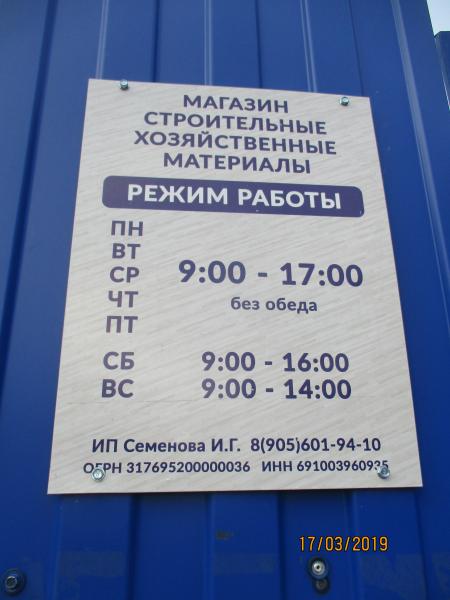 МАГАЗИН
СТРОИТЕЛЬНЫЕ
ХОЗЯЙСТВЕННЫЕ
МАТЕРИАЛЫ
РЕЖИМ РАБОТЫ
ПН
ВТ
СР 9:00 - 17:00
ЧТ без обеда
ПТ
СБ 9:00 - 16:00
ВС 9:00 - 14:00
ИП Семенова И.Г. 8(905)601-94-10
ОГРН 317695200000036 ИНН 691003960935
17/03/2019